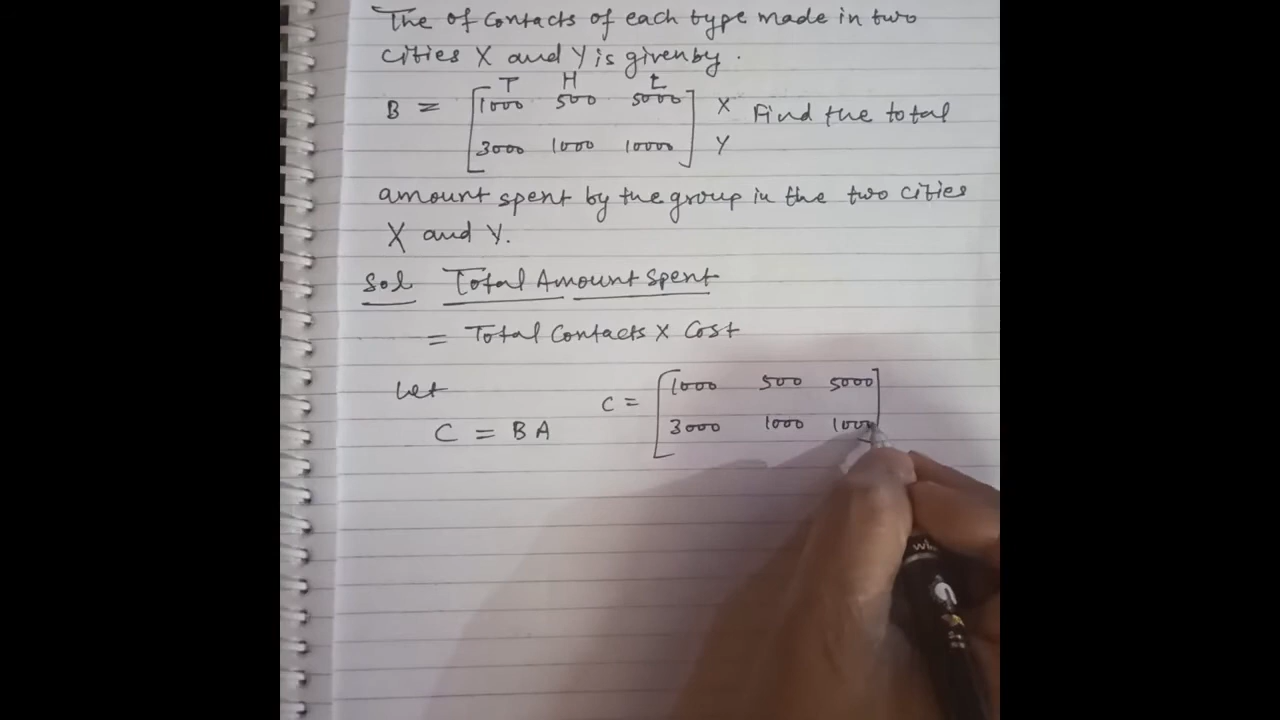 The of Contacts of each type made in two
cities X and Y is given by.
T H L
B = [1000 500 5000] X Find the total
[3000 1000 10000] Y
amount spent by the group in the two cities
X and Y.
Sol Total Amount Spent
= Total Contacts X Cost
Let
C = BA
C = [1000 500 5000]
[3000 1000 1000